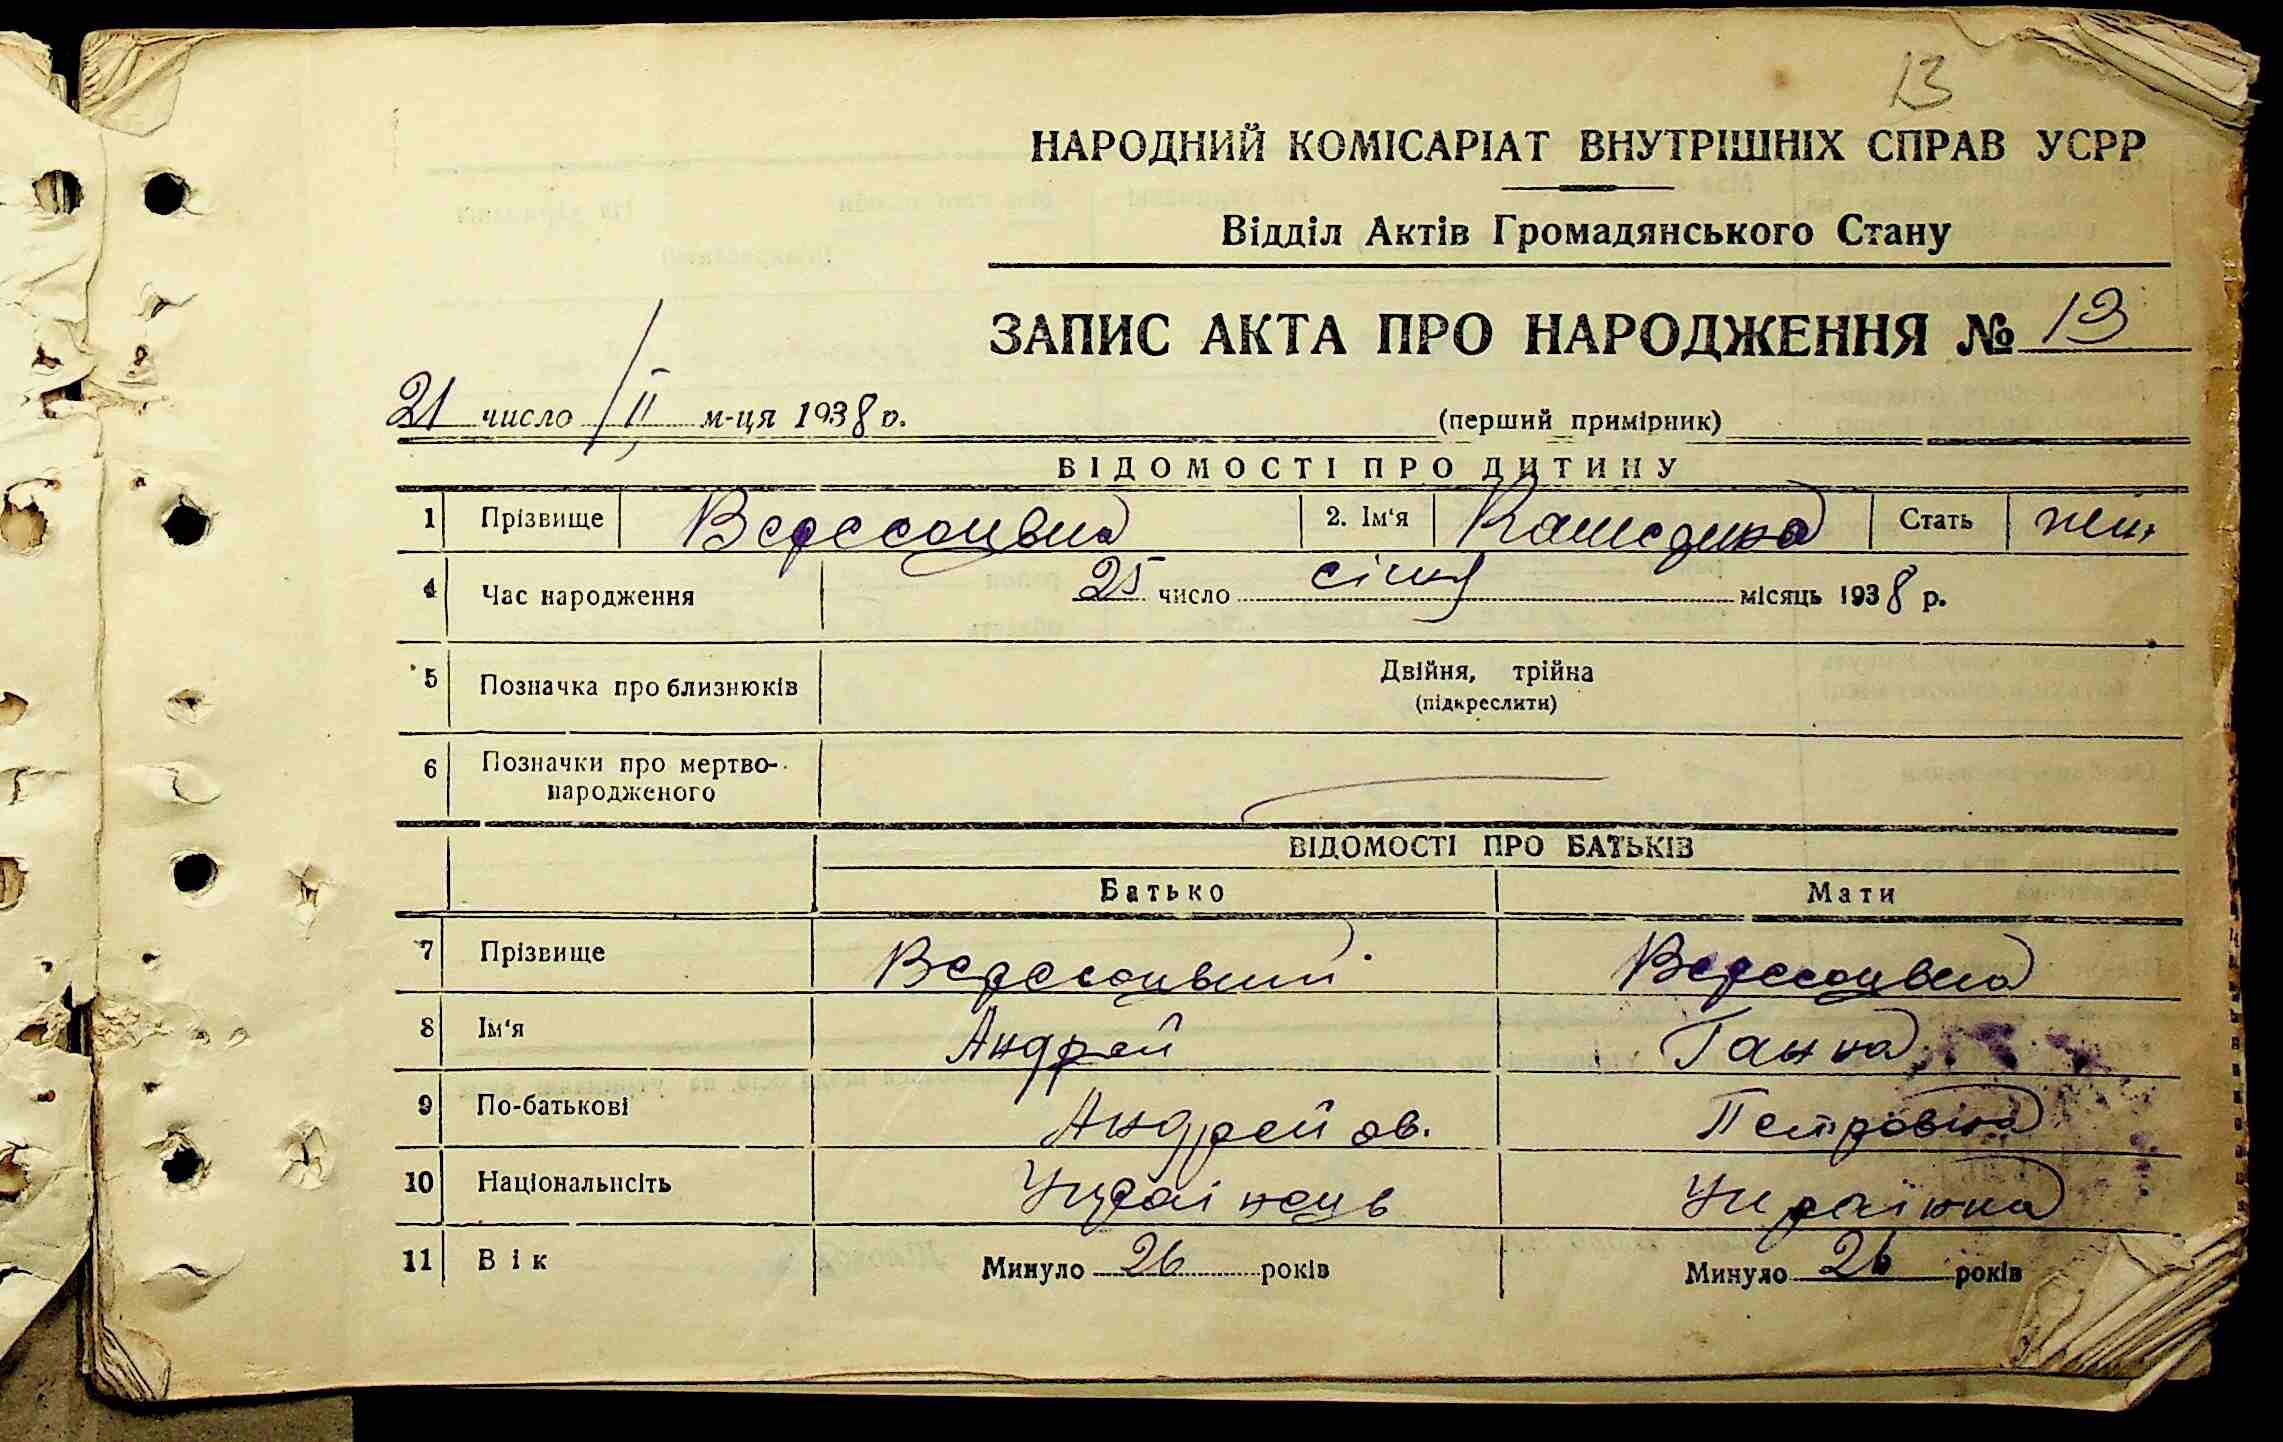 13
НАРОДНИЙ КОМІСАРІАТ ВНУТРІШНІХ СПРАВ УСРР
Відділ Актів Громадянського Стану
ЗАПИС АКТА ПРО НАРОДЖЕННЯ № 13
21 число II м-ця 1938 р.
(перший примірник)
ВІДОМОСТІ ПРО ДИТИНУ
1 Прізвище 2. Ім'я Стать жін.
4 Час народження 25 число січня місяць 1938 р.
5 Позначка про близнюків Двійня, трійна
(підкреслити)
6 Позначки про мертво-
народженого
ВІДОМОСТІ ПРО БАТЬКІВ
Батько Мати
7 Прізвище
8 Ім'я Андрей Ганна
9 По-батькові Андрейов. Петровна
10 Національнсіть Українець Українка
11 Вік Минуло 26 років Минуло 26 років